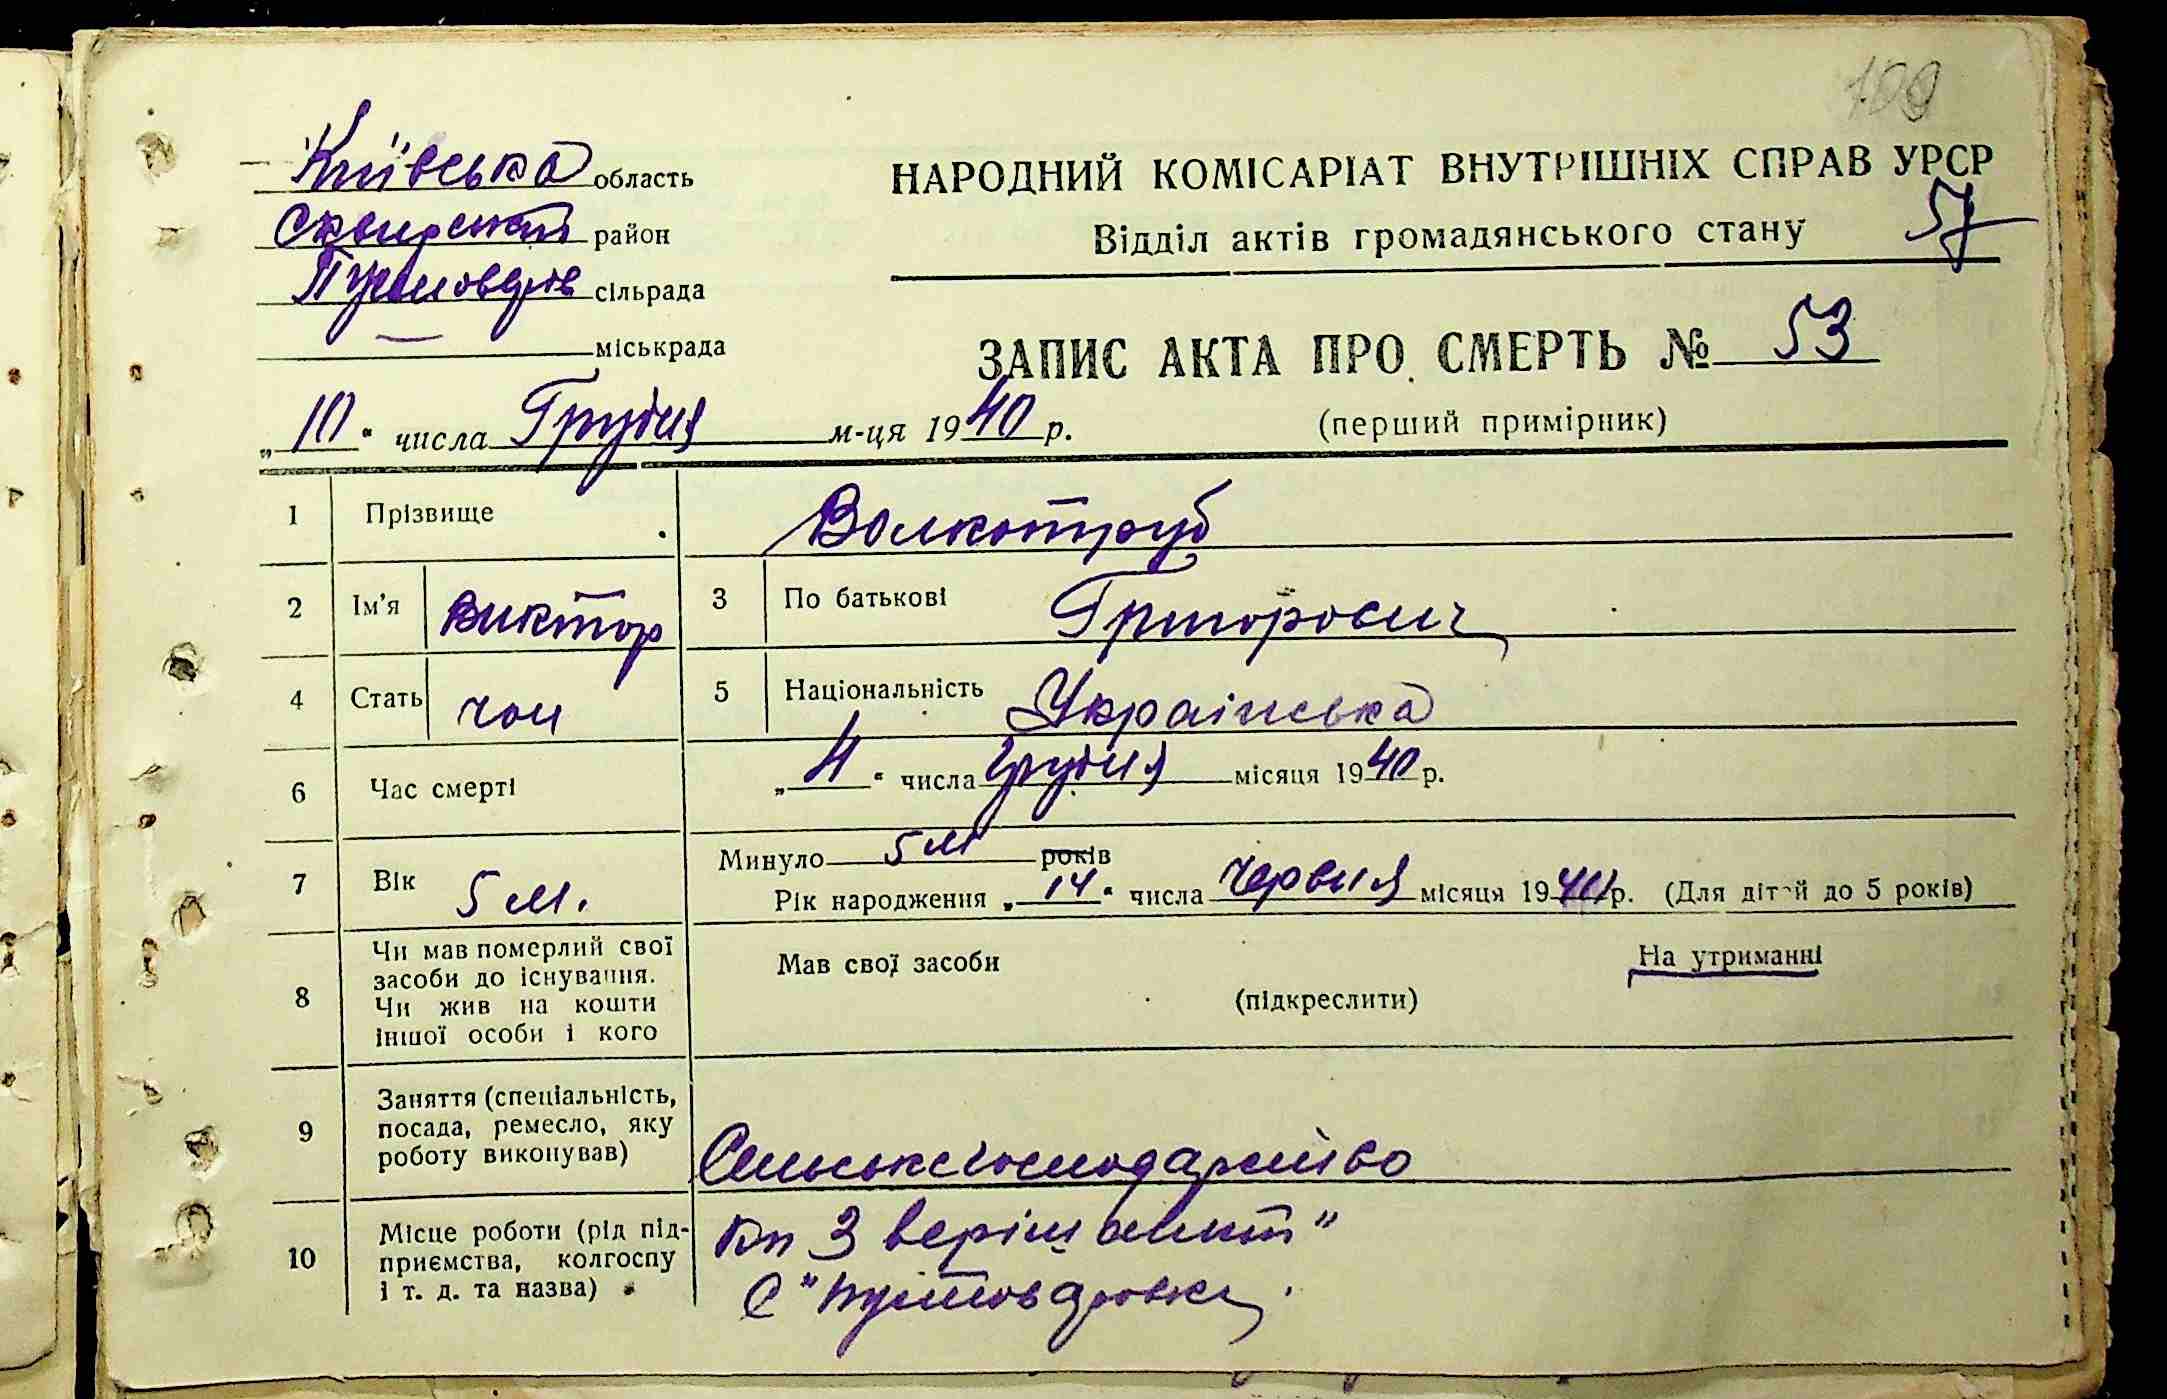 109
Київська область
НАРОДНИЙ КОМІСАРІАТ ВНУТРІШНІХ СПРАВ УРСР
Сквирський район
Відділ актів громадянського стану 57
сільрада
міськрада
ЗАПИС АКТА ПРО СМЕРТЬ № 53
„10“ числа Грудня м-ця 1940 р.
(перший примірник)
1 Прізвище Волкотруб
2 Ім'я Виктор 3 По батькові Григорович
4 Стать чол 5 Національність Українська
6 Час смерті „4“ числа Грудня місяця 1940 р.
7 Вік 5 м. Минуло 5 м років
Рік народження „14“ числа Червня місяця 1940 р. (Для дітей до 5 років)
8 Чи мав померлий свої засоби до існування. Чи жив на кошти іншої особи і кого
Мав свої засоби На утриманні
(підкреслити)
9 Заняття (спеціальність, посада, ремесло, яку роботу виконував)
Сільськегосподарство
10 Місце роботи (рід підприємства, колгоспу і т. д. та назва)
3
С